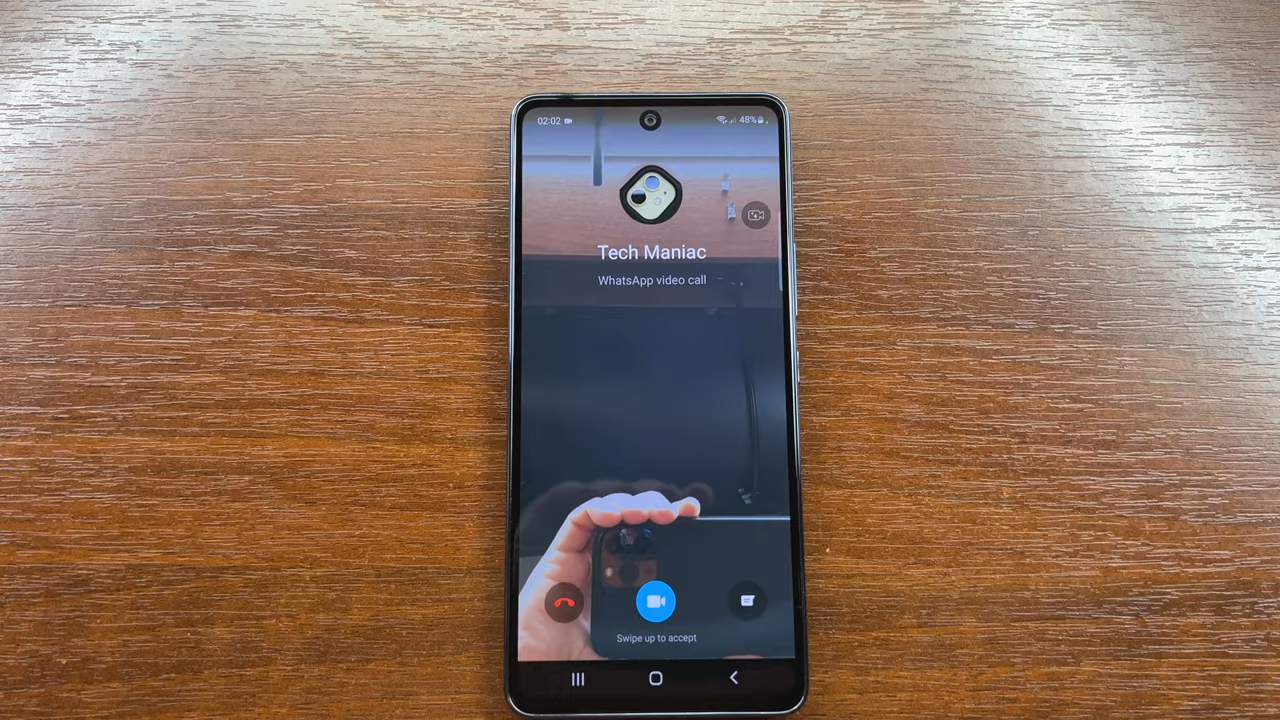 02:02
48%
Tech Maniac
WhatsApp video call
Swipe up to accept